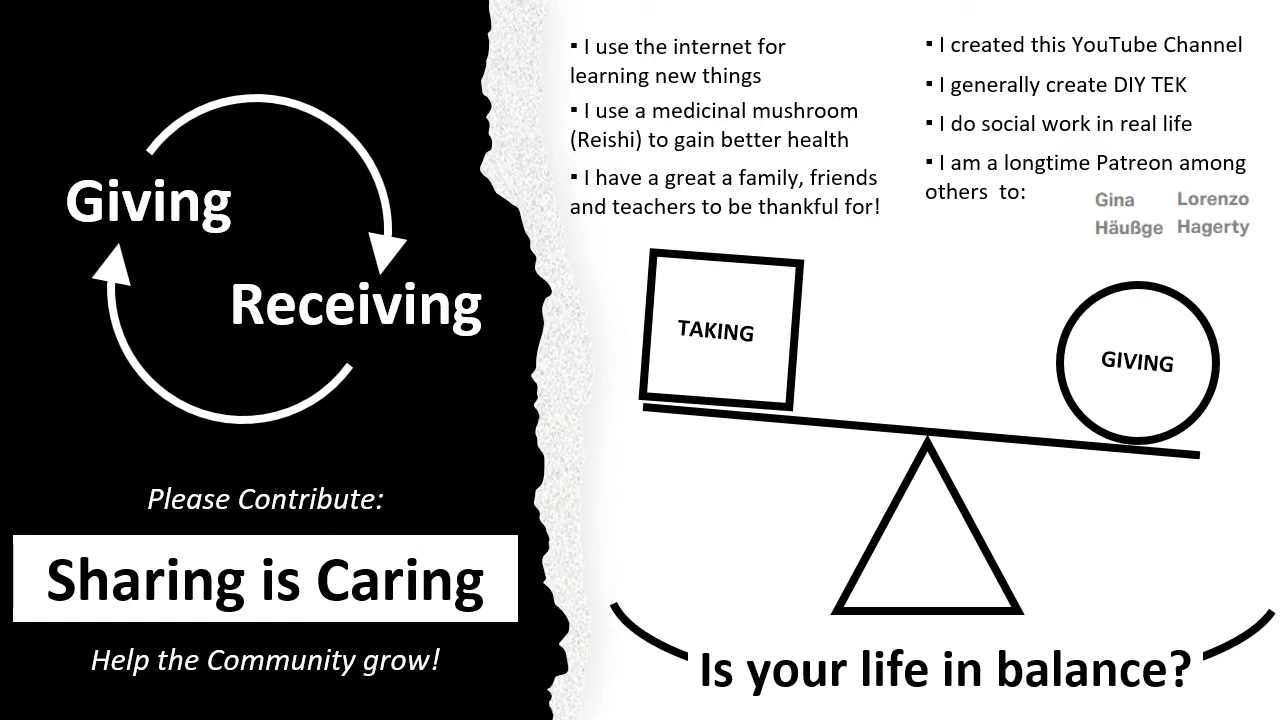 Giving
Receiving
Please Contribute:
Sharing is Caring
Help the Community grow!
▪ I use the internet for
learning new things
▪ I use a medicinal mushroom
(Reishi) to gain better health
▪ I have a great a family, friends
and teachers to be thankful for!
▪ I created this YouTube Channel
▪ I generally create DIY TEK
▪ I do social work in real life
▪ I am a longtime Patreon among
others to:
Gina Häußge
Lorenzo Hagerty
TAKING
GIVING
Is your life in balance?